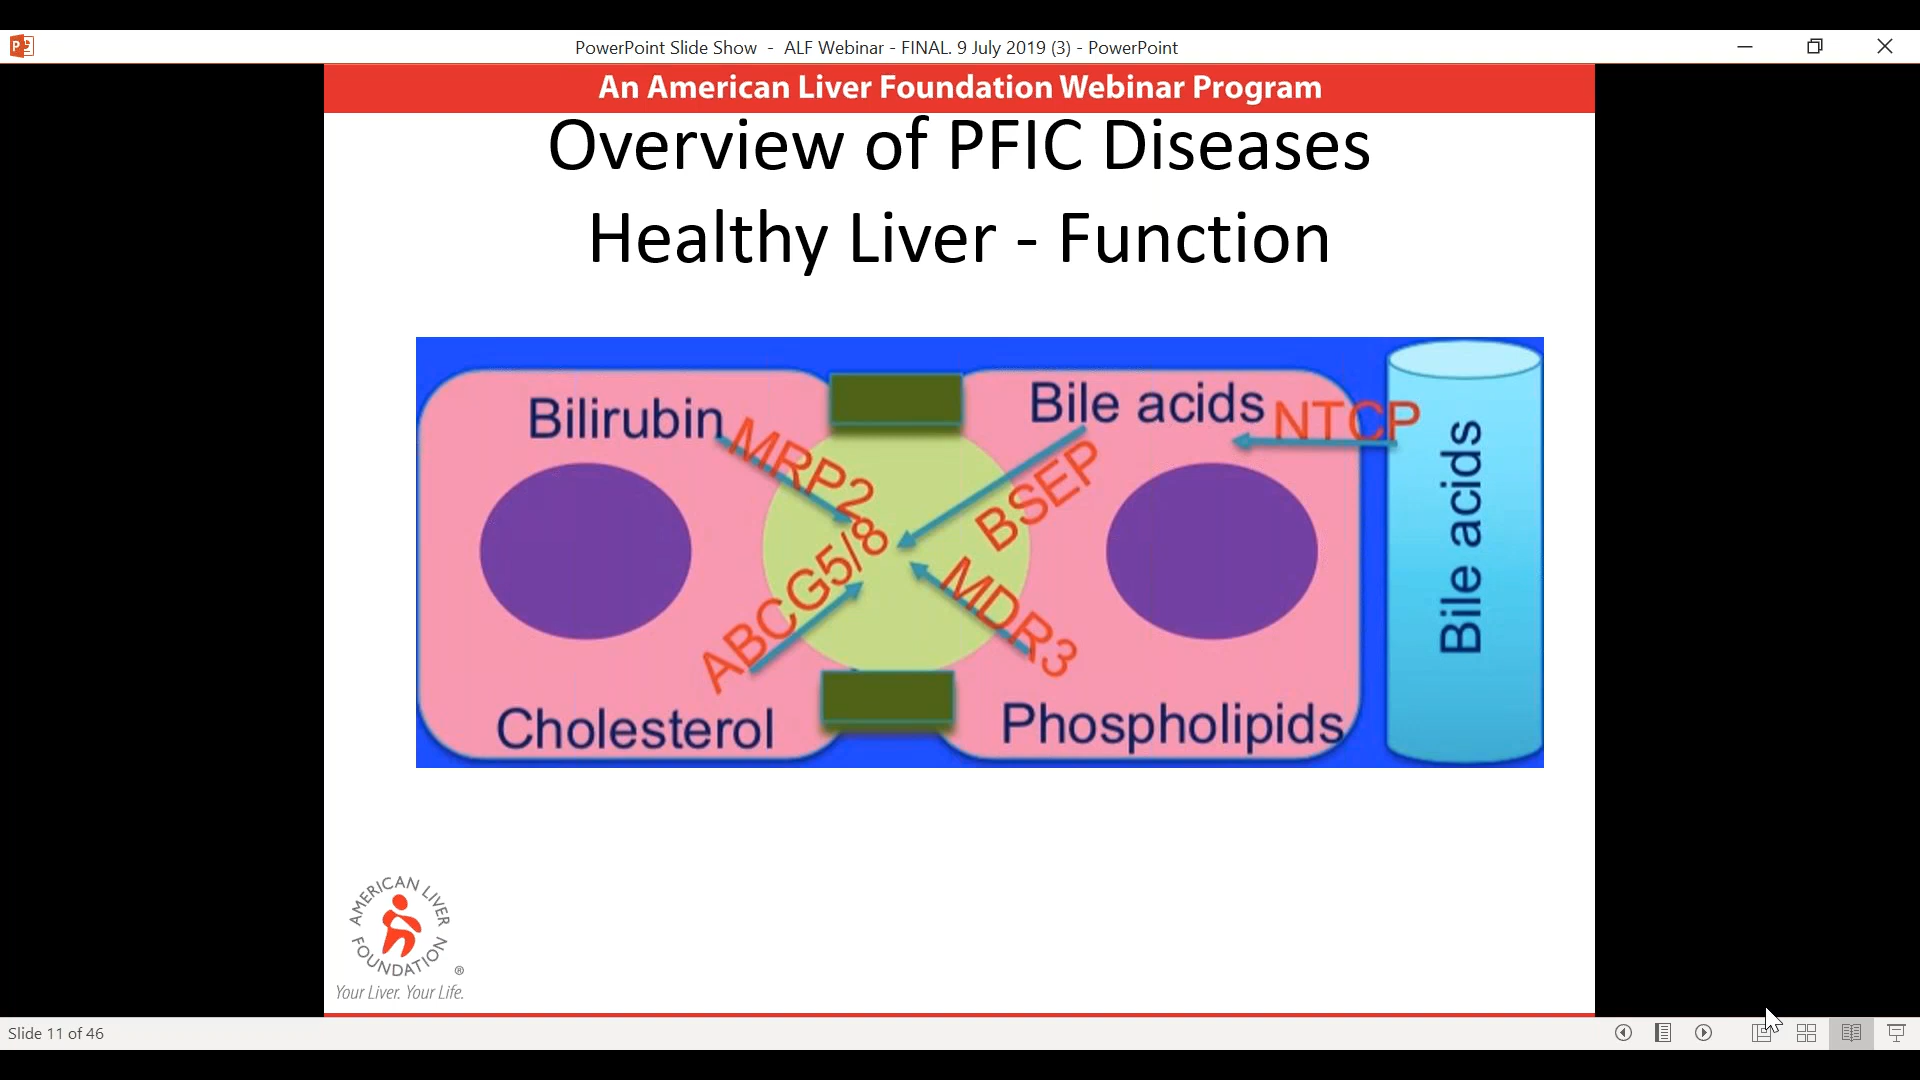 PowerPoint Slide Show - ALF Webinar - FINAL. 9 July 2019 (3) - PowerPoint
An American Liver Foundation Webinar Program
Overview of PFIC Diseases
Healthy Liver - Function
Bilirubin
MRP2
Bile acids
NTCP
BSEP
Bile acids
ABCG5/8
MDR3
Cholesterol
Phospholipids
AMERICAN LIVER
FOUNDATION
®
Your Liver. Your Life.
Slide 11 of 46